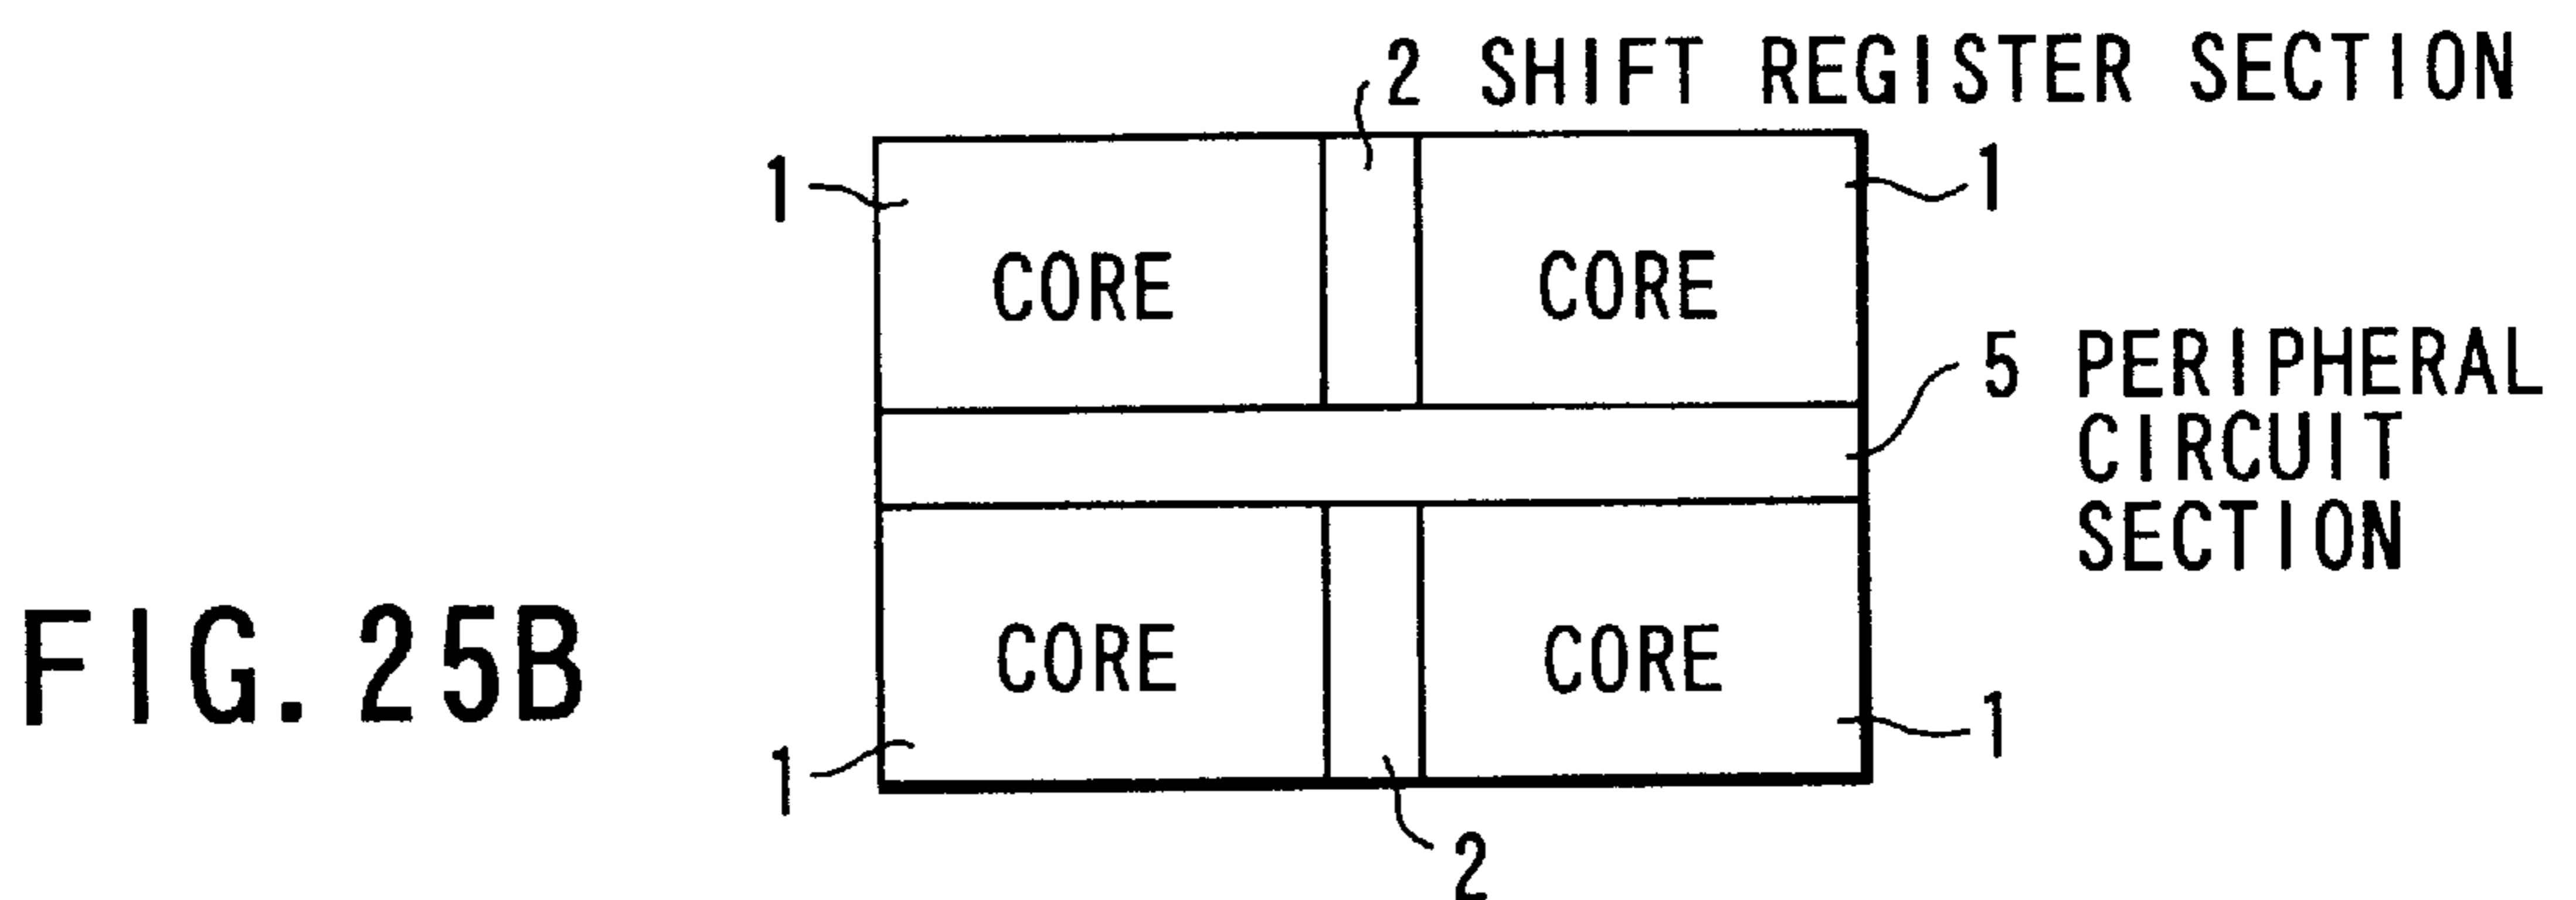 2 SHIFT REGISTER SECTION
1
1
CORE
CORE
5 PERIPHERAL
CIRCUIT
SECTION
CORE
CORE
FIG. 25B
1
1
2